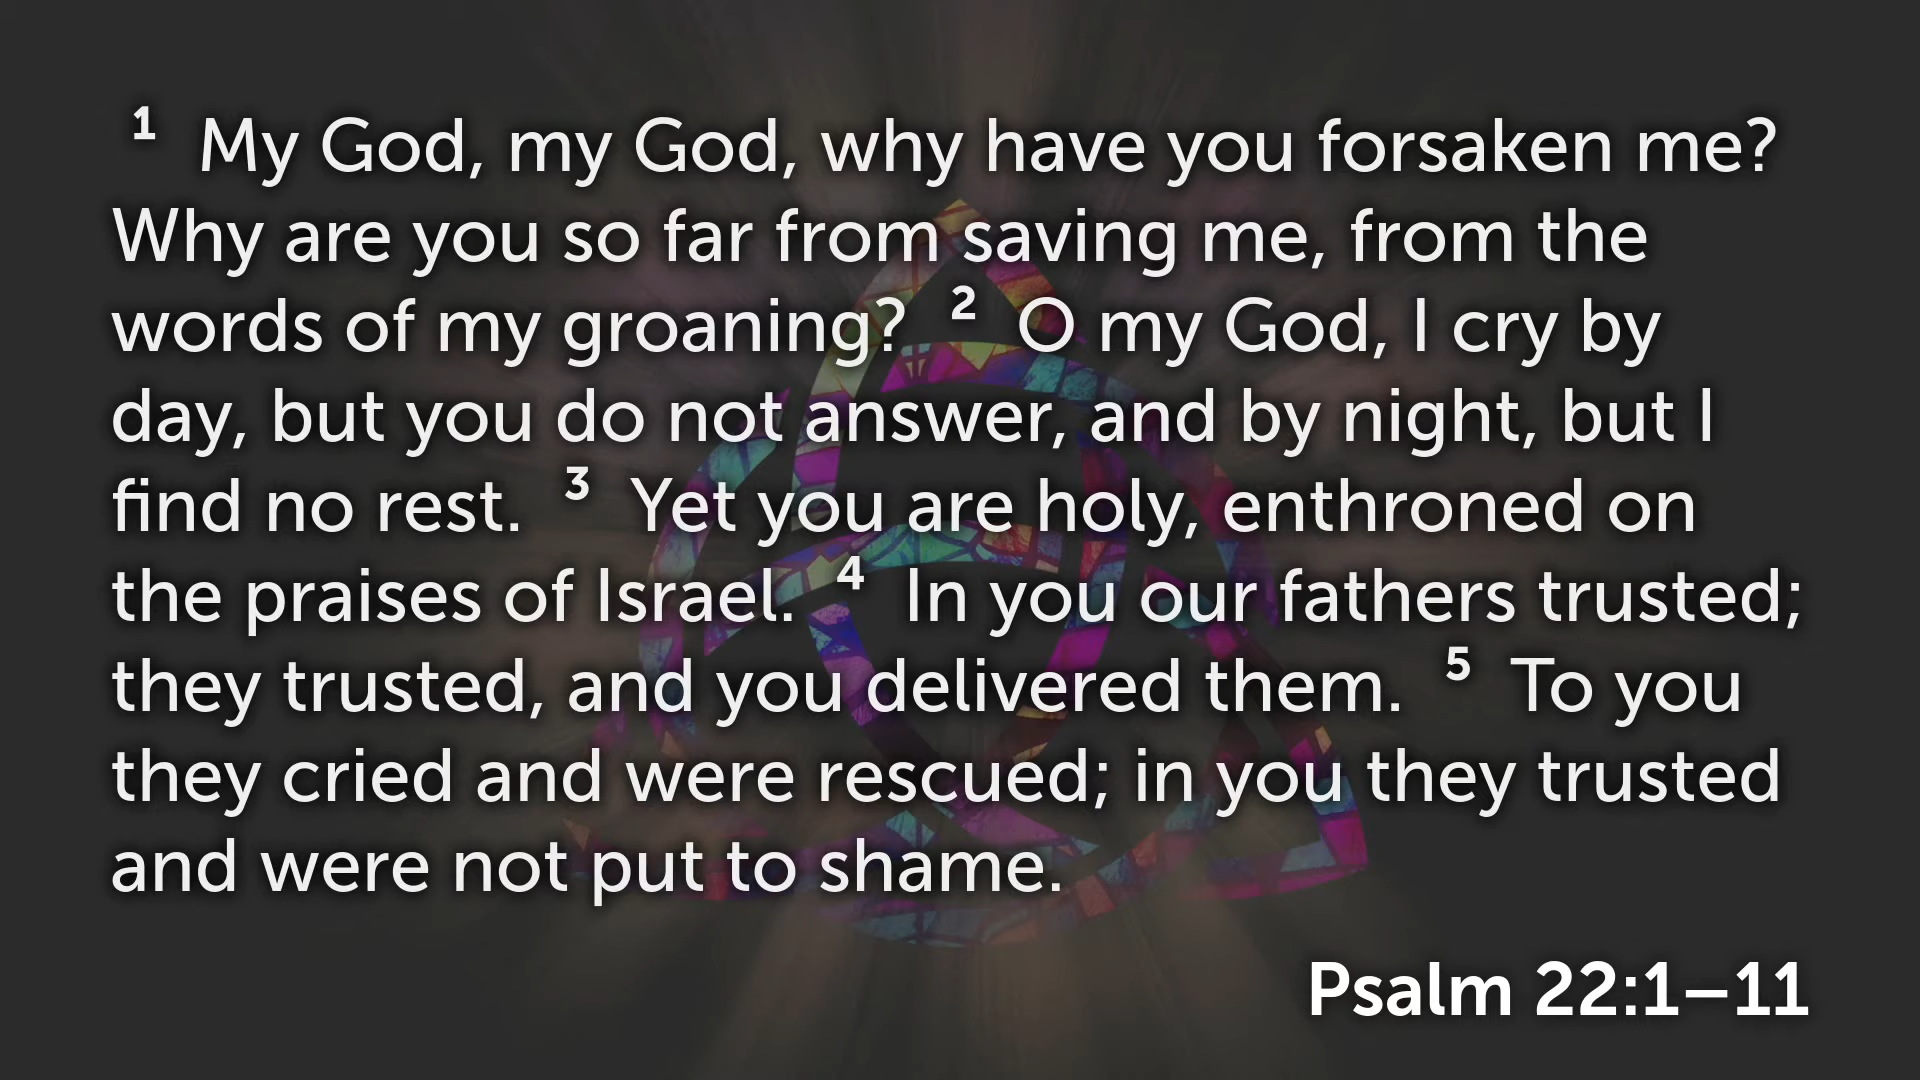 1 My God, my God, why have you forsaken me?
Why are you so far from saving me, from the
words of my groaning? 2 O my God, I cry by
day, but you do not answer, and by night, but I
find no rest. 3 Yet you are holy, enthroned on
the praises of Israel. 4 In you our fathers trusted;
they trusted, and you delivered them. 5 To you
they cried and were rescued; in you they trusted
and were not put to shame.
Psalm 22:1–11